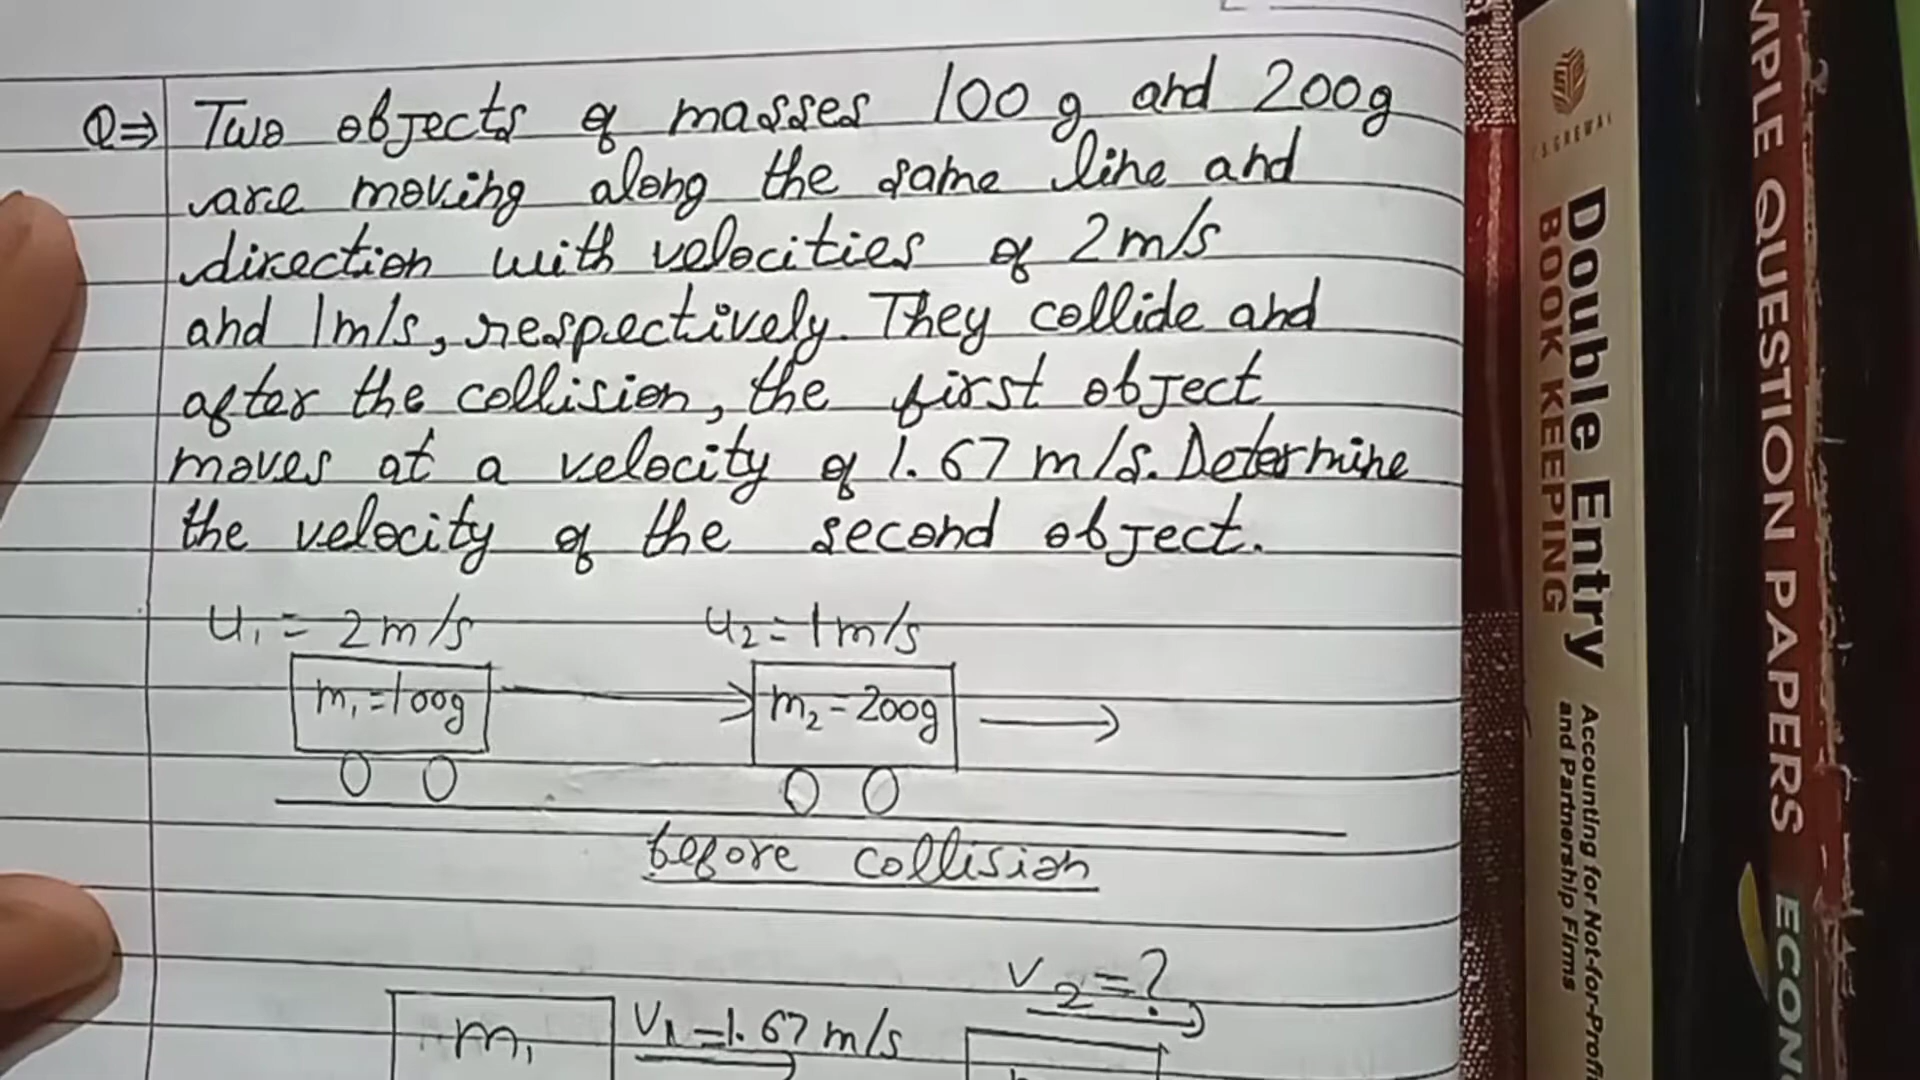 Q⇒ Two objects of masses 100 g and 200g
are moving along the same line and
direction with velocities of 2m/s
and 1m/s, respectively. They collide and
after the collision, the first object
moves at a velocity of 1.67 m/s. Determine
the velocity of the second object.
u₁ = 2m/s u₂ = 1m/s
m₁=100g m₂=200g
before collision
v₂=?
m₁ V₁=1.67 m/s
Double Entry
BOOK KEEPING
Accounting for Not-for-Profi
and Partnership Firms
MPLE QUESTION PAPERS ECON